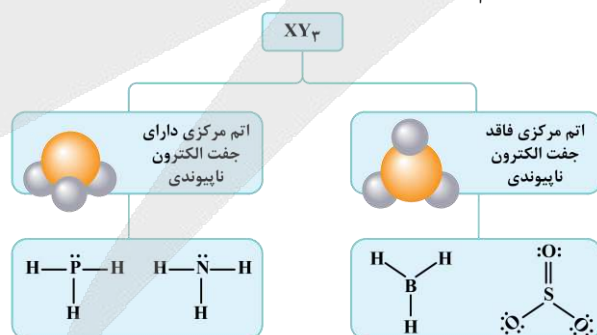 XY۳
اتم مرکزی دارای
جفت الکترون
ناپیوندی
اتم مرکزی فاقد
جفت الکترون
ناپیوندی
H—P̈—H
H
H—N̈—H
H
H H
B
H
:O:
||
S
O O